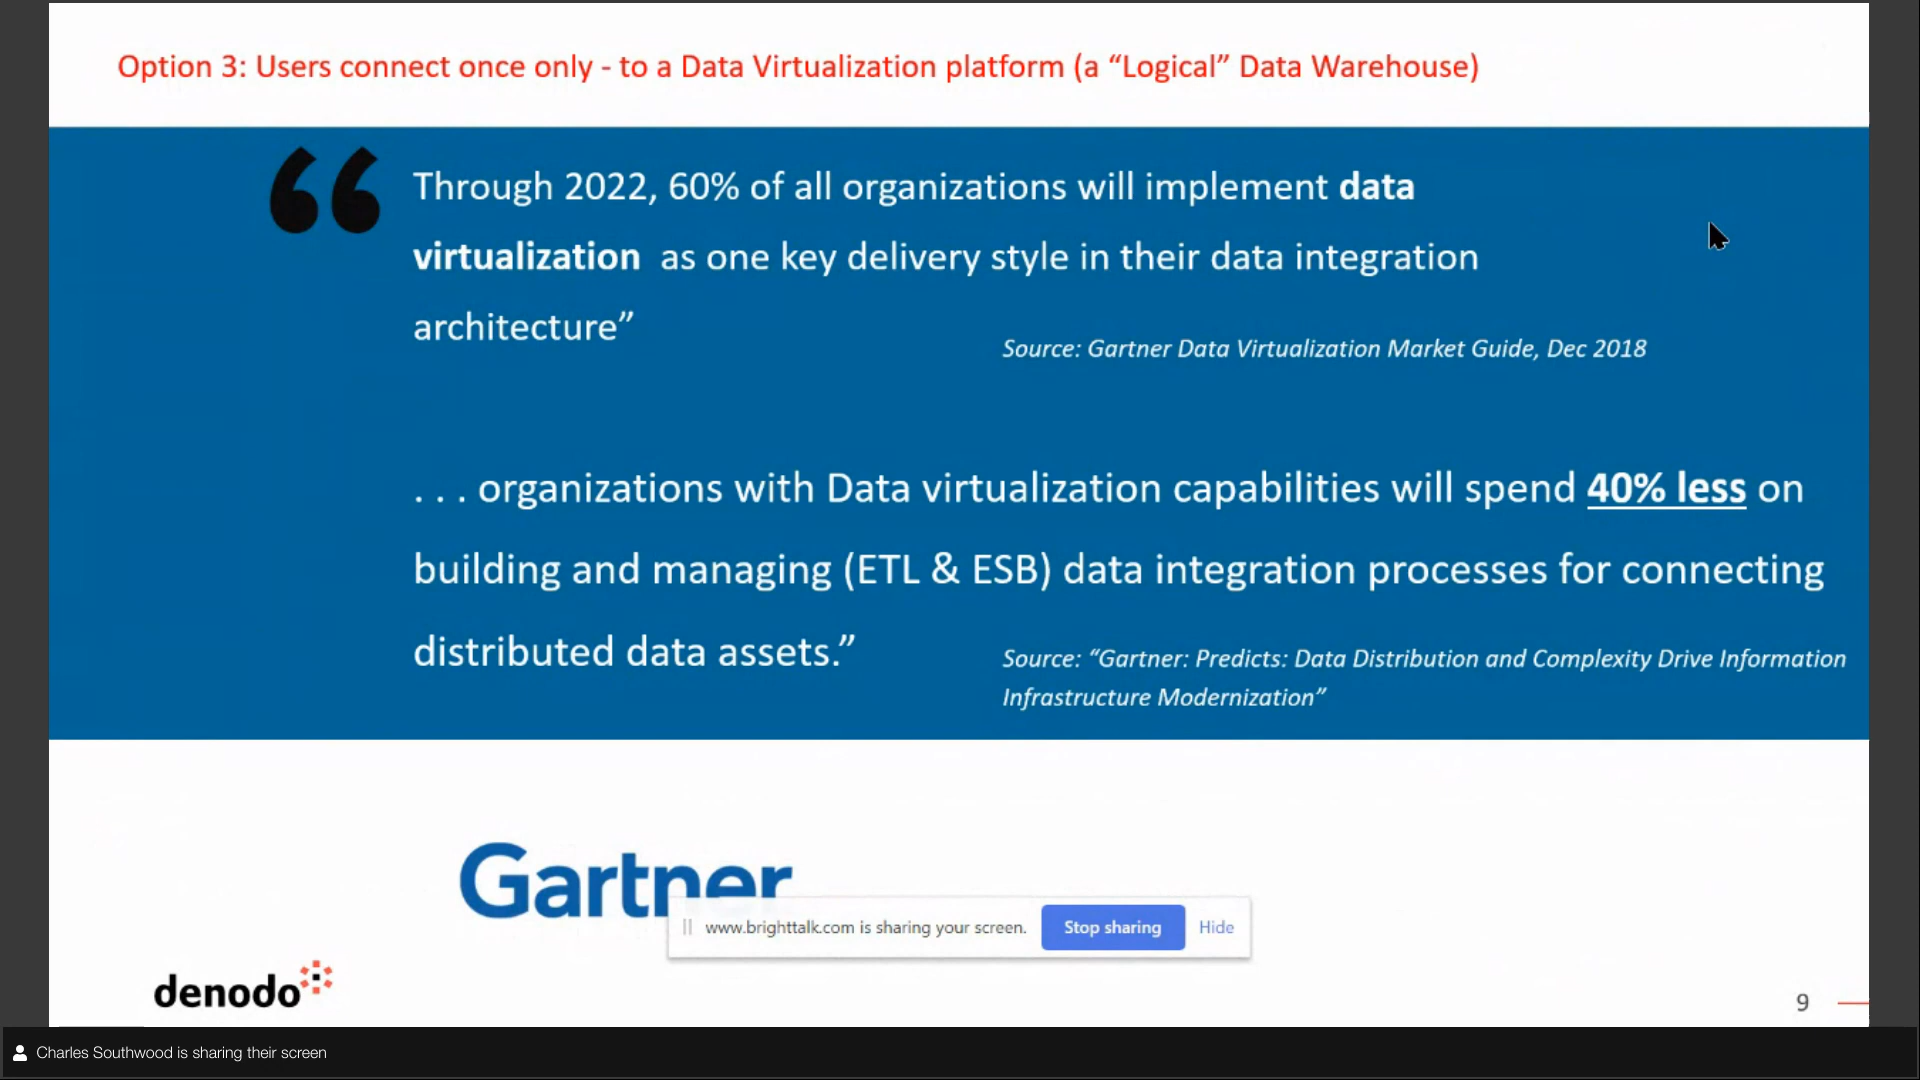 Option 3: Users connect once only - to a Data Virtualization platform (a “Logical” Data Warehouse)
“ Through 2022, 60% of all organizations will implement data
virtualization as one key delivery style in their data integration
architecture”
Source: Gartner Data Virtualization Market Guide, Dec 2018
. . . organizations with Data virtualization capabilities will spend 40% less on
building and managing (ETL & ESB) data integration processes for connecting
distributed data assets.”
Source: “Gartner: Predicts: Data Distribution and Complexity Drive Information
Infrastructure Modernization”
Gartner
www.brighttalk.com is sharing your screen. Stop sharing Hide
denodo
9
Charles Southwood is sharing their screen